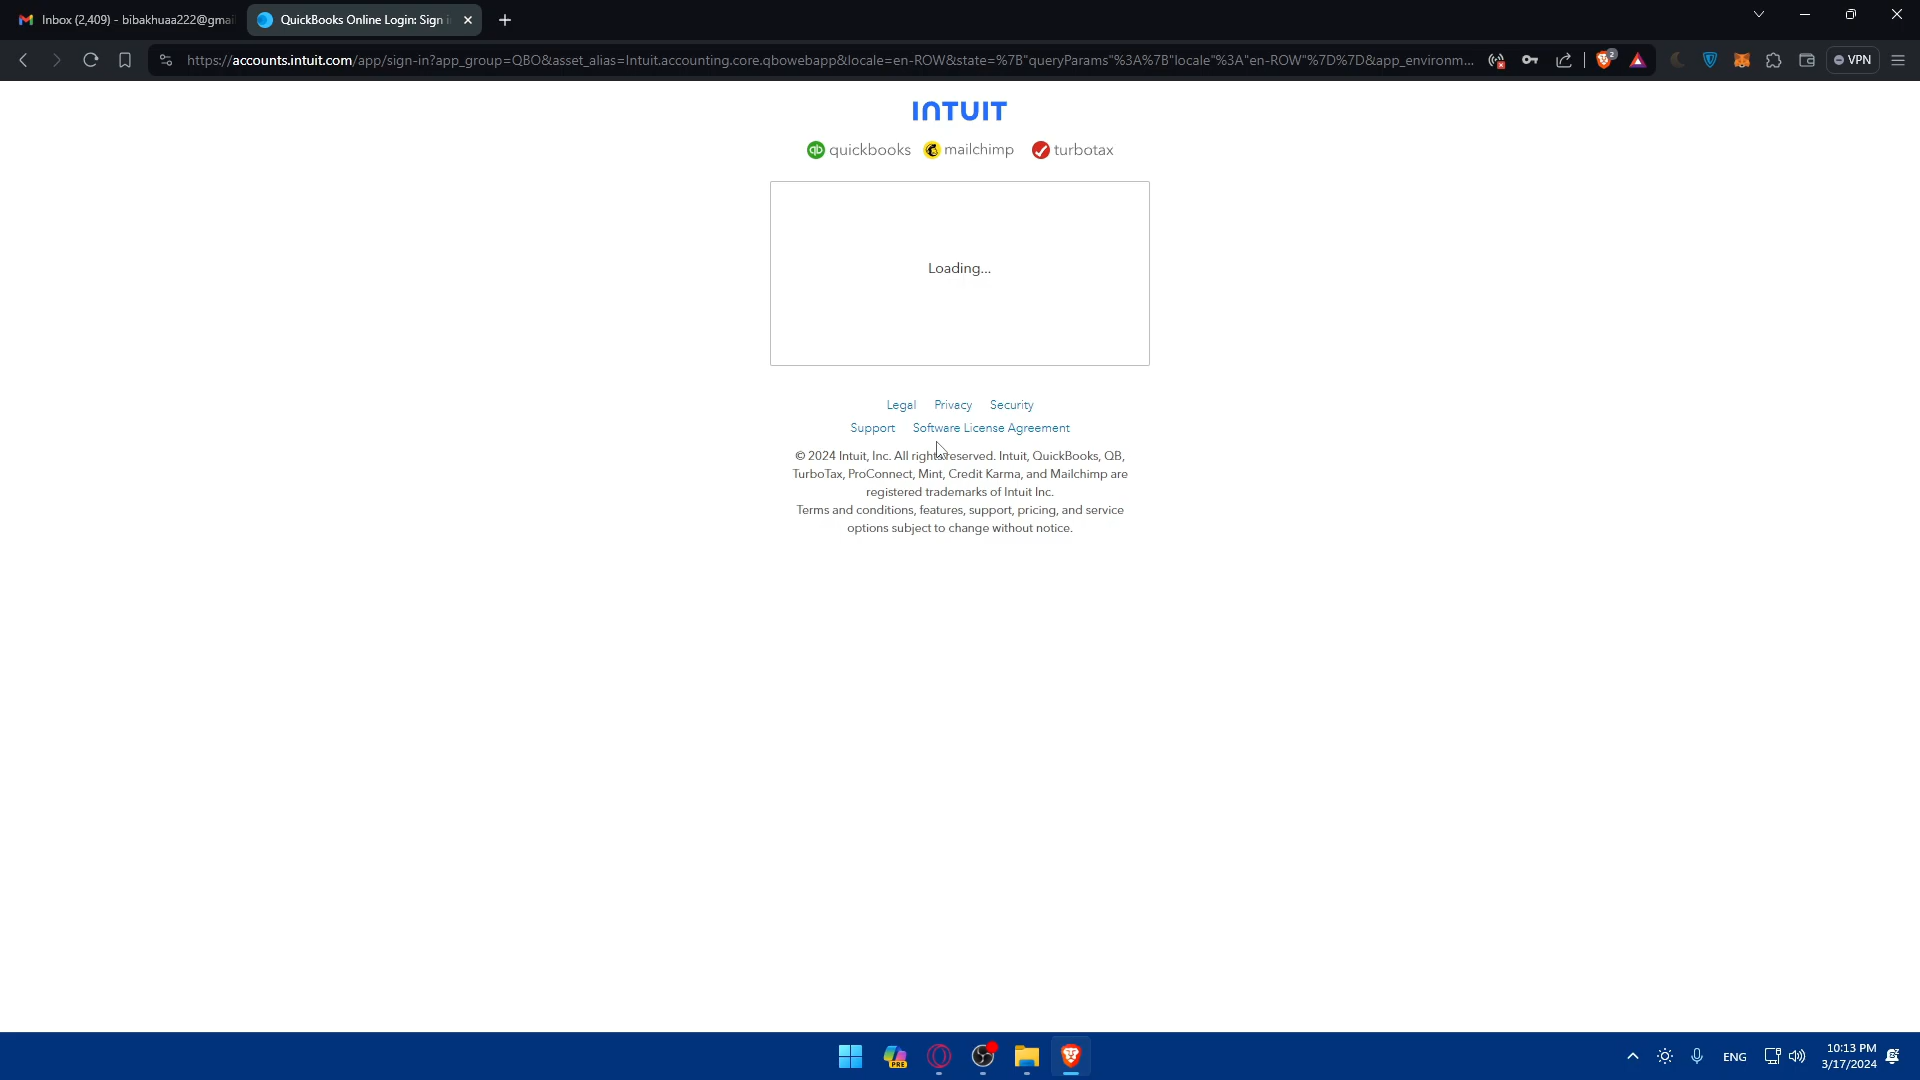 Inbox (2,409) - bibakhuaa222@gmai
QuickBooks Online Login: Sign i
https://accounts.intuit.com/app/sign-in?app_group=QBO&asset_alias=Intuit.accounting.core.qbowebapp&locale=en-ROW&state=%7B"queryParams"%3A%7B"locale"%3A"en-ROW"%7D%7D&app_environm...
2
VPN
INTUIT
qb quickbooks mailchimp turbotax
Loading...
Legal Privacy Security
Support Software License Agreement
© 2024 Intuit, Inc. All rights reserved. Intuit, QuickBooks, QB,
TurboTax, ProConnect, Mint, Credit Karma, and Mailchimp are
registered trademarks of Intuit Inc.
Terms and conditions, features, support, pricing, and service
options subject to change without notice.
PRE
ENG
10:13 PM
3/17/2024